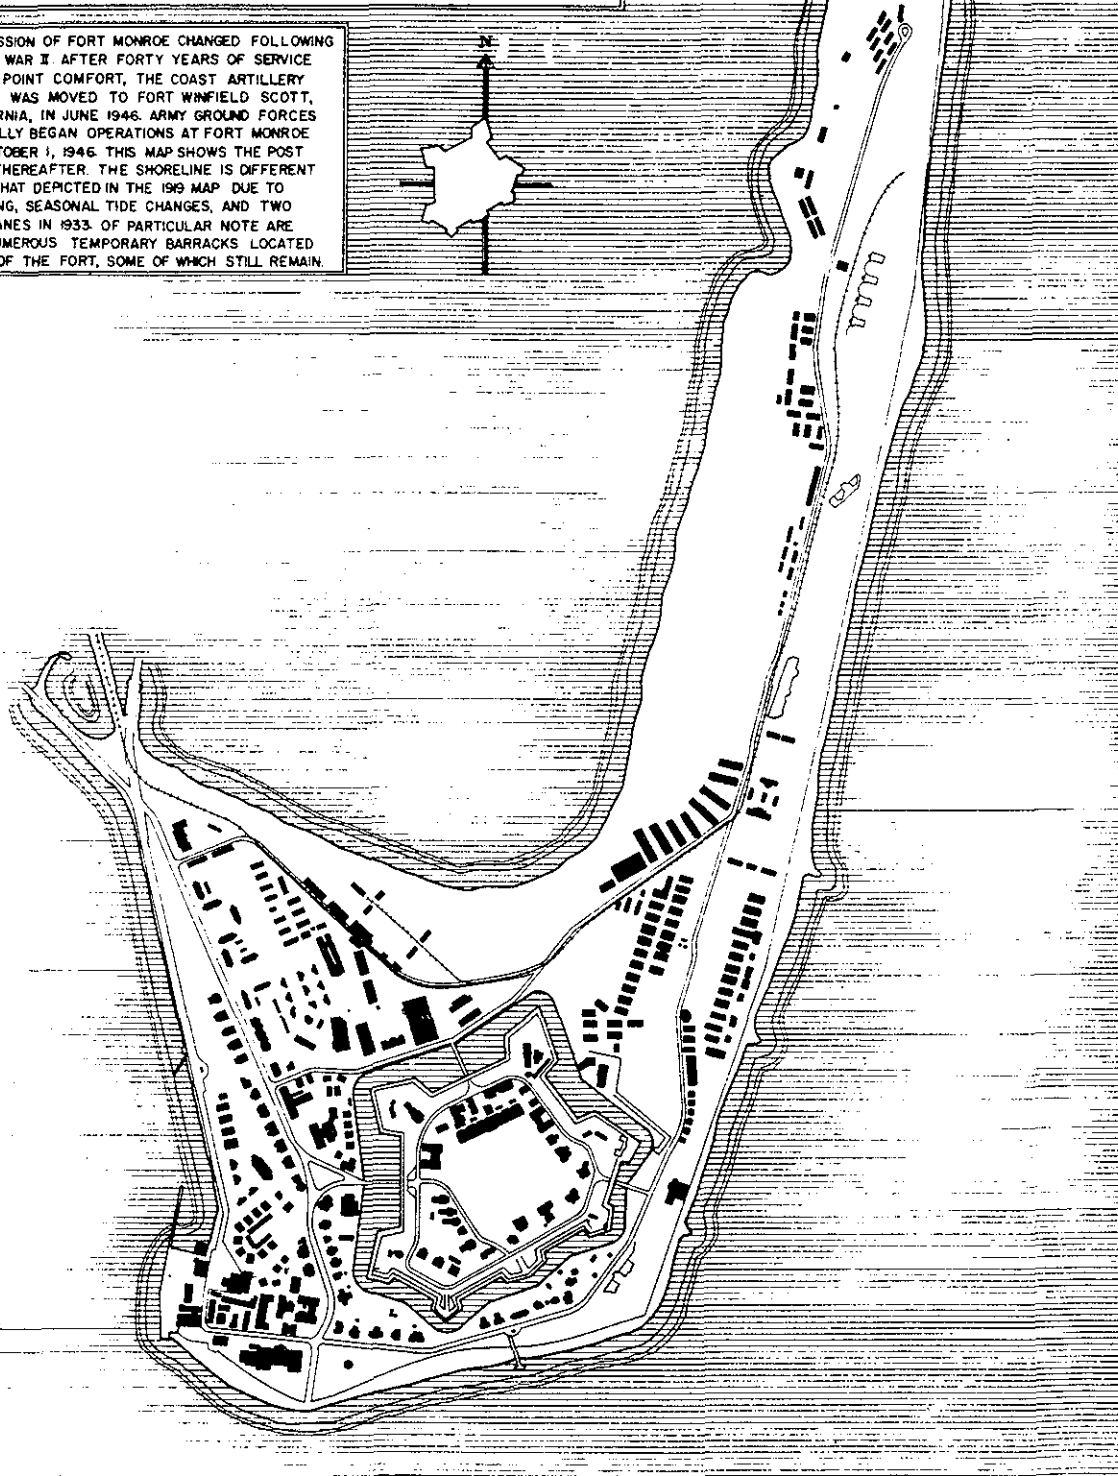 SSION OF FORT MONROE CHANGED FOLLOWING
WAR II. AFTER FORTY YEARS OF SERVICE
POINT COMFORT, THE COAST ARTILLERY
WAS MOVED TO FORT WINFIELD SCOTT,
RNIA, IN JUNE 1946. ARMY GROUND FORCES
LLY BEGAN OPERATIONS AT FORT MONROE
TOBER 1, 1946. THIS MAP SHOWS THE POST
HEREAFTER. THE SHORELINE IS DIFFERENT
HAT DEPICTED IN THE 1919 MAP DUE TO
NG, SEASONAL TIDE CHANGES, AND TWO
ANES IN 1933. OF PARTICULAR NOTE ARE
UMEROUS TEMPORARY BARRACKS LOCATED
OF THE FORT, SOME OF WHICH STILL REMAIN.
N